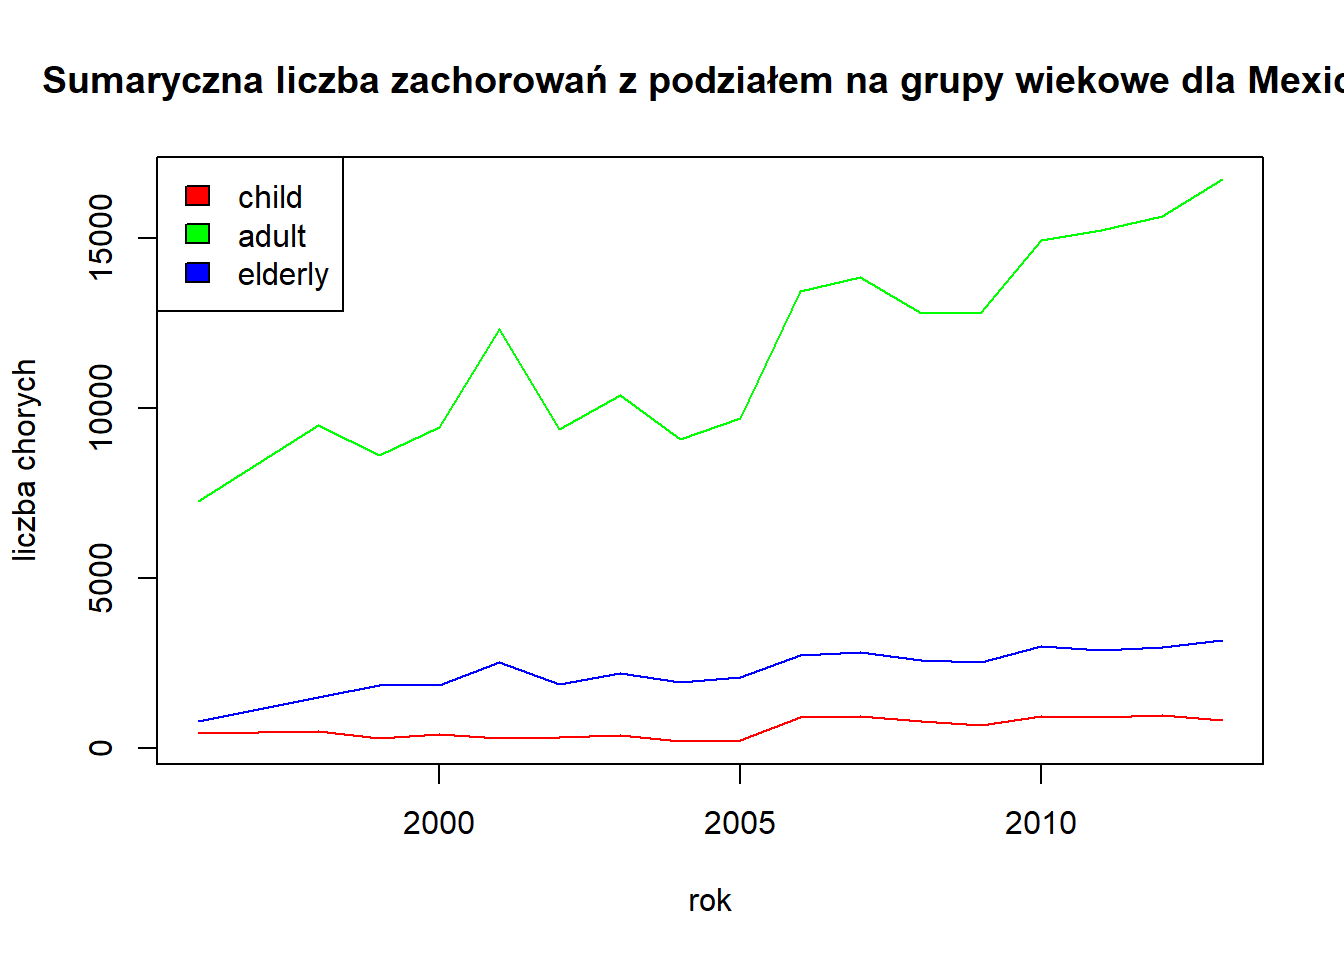 Sumaryczna liczba zachorowań z podziałem na grupy wiekowe dla Mexic
child
adult
elderly
liczba chorych
15000
10000
5000
0
2000 2005 2010
rok